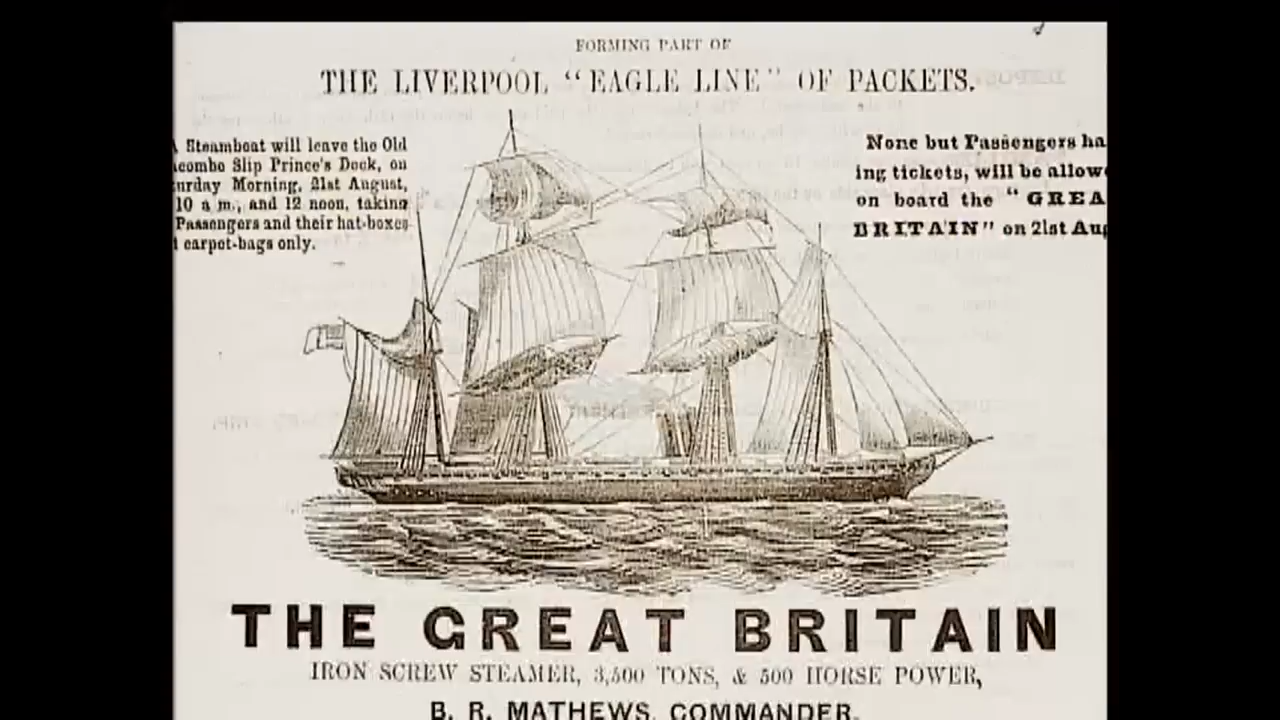 FORMING PART OF
THE LIVERPOOL "EAGLE LINE" OF PACKETS.
A Steamboat will leave the Old
combe Slip Prince's Dock, on
urday Morning, 21st August,
10 a m., and 12 noon, taking
Passengers and their hat-boxes
carpet-bags only.
None but Passengers ha
ing tickets, will be allow
on board the "GREA
BRITAIN" on 21st Aug
THE GREAT BRITAIN
IRON SCREW STEAMER, 3,500 TONS, & 500 HORSE POWER,
B. R. MATHEWS, COMMANDER.